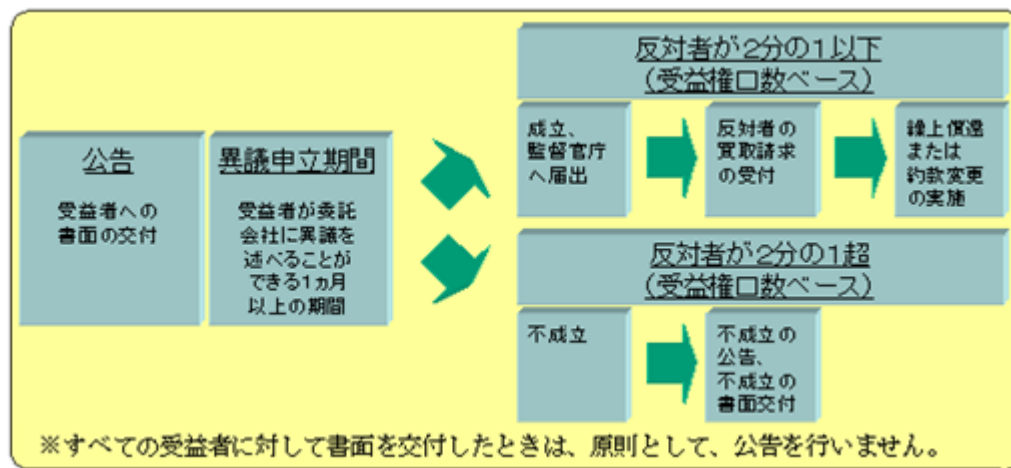 公告
受益者への
書面の交付
異議申立期間
受益者が委託
会社に異議を
述べることが
できる1ヵ月
以上の期間
反対者が2分の1以下
(受益権口数ベース)
成立、
監督官庁
へ届出
反対者の
買取請求
の受付
繰上償還
または
約款変更
の実施
反対者が2分の1超
(受益権口数ベース)
不成立
不成立の
公告、
不成立の
書面交付
※すべての受益者に対して書面を交付したときは、原則として、公告を行いません。